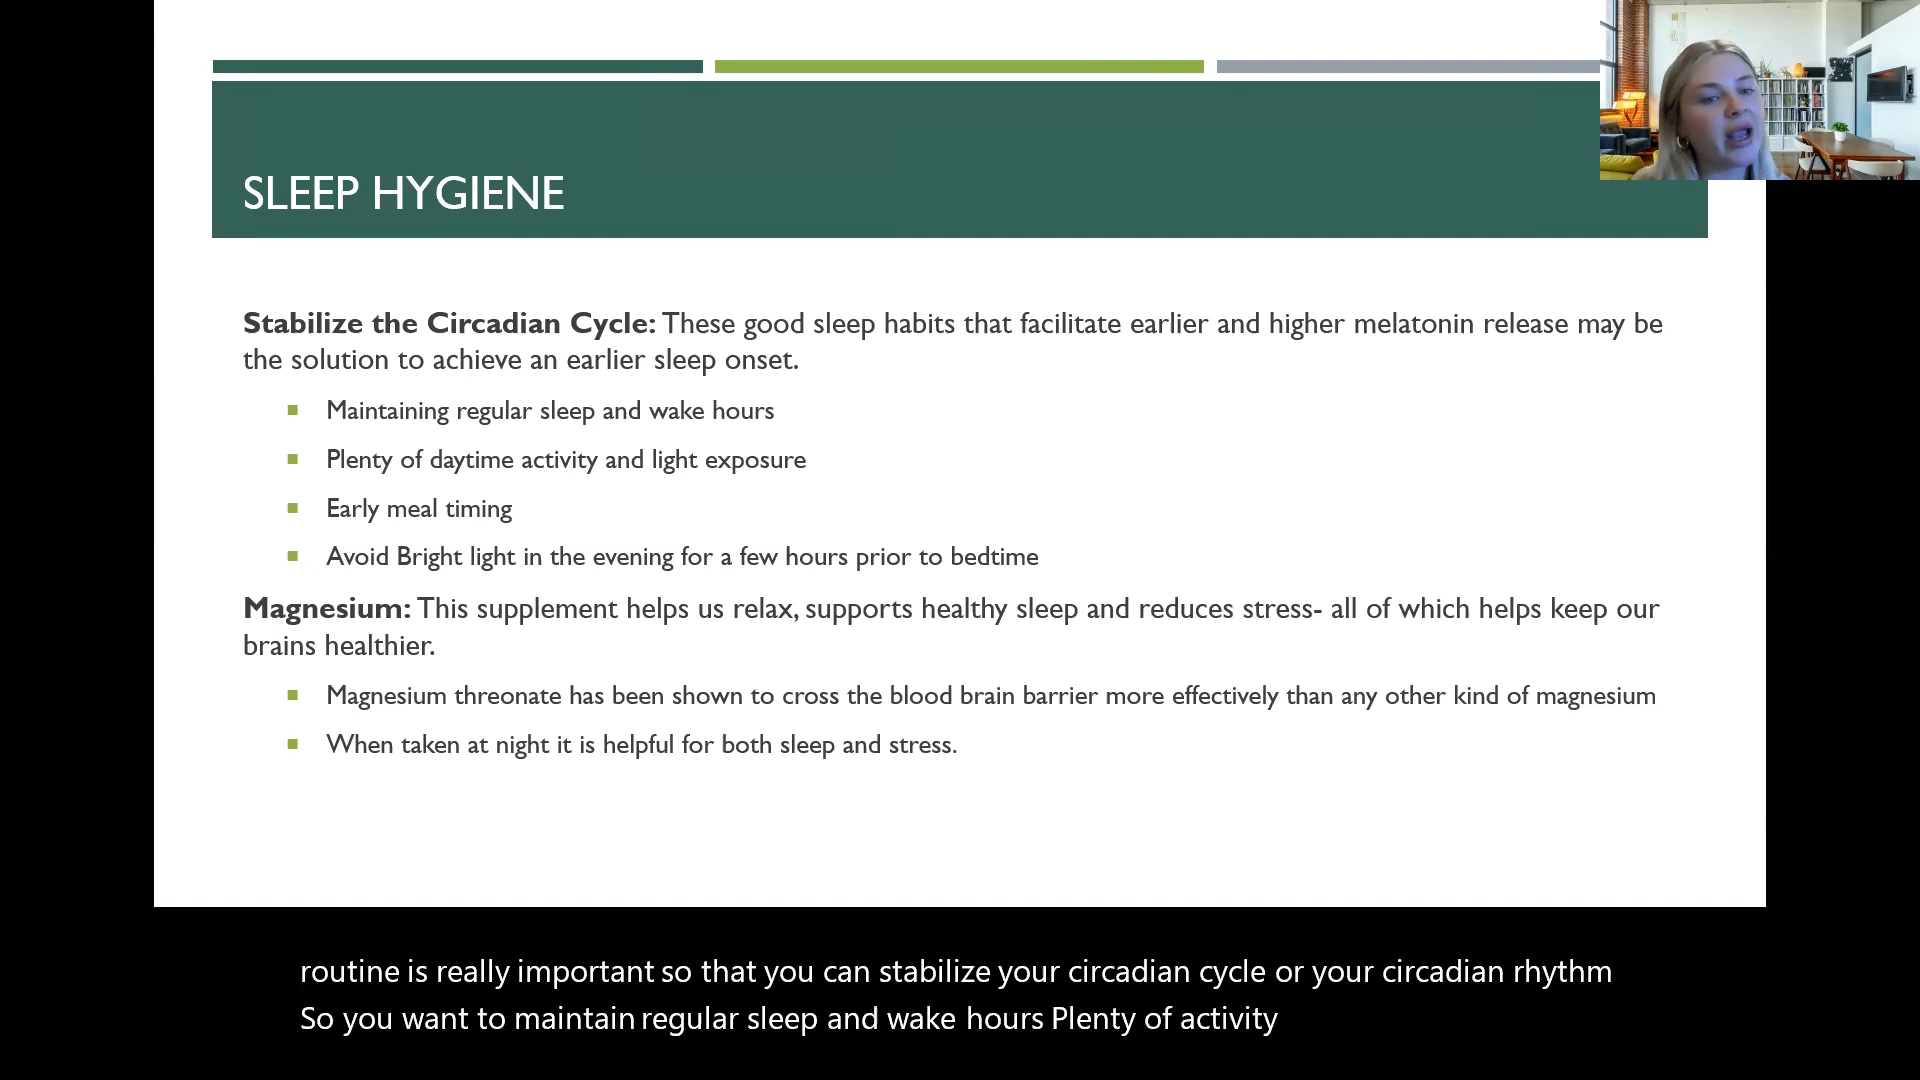 SLEEP HYGIENE
Stabilize the Circadian Cycle: These good sleep habits that facilitate earlier and higher melatonin release may be
the solution to achieve an earlier sleep onset.
Maintaining regular sleep and wake hours
Plenty of daytime activity and light exposure
Early meal timing
Avoid Bright light in the evening for a few hours prior to bedtime
Magnesium: This supplement helps us relax, supports healthy sleep and reduces stress- all of which helps keep our
brains healthier.
Magnesium threonate has been shown to cross the blood brain barrier more effectively than any other kind of magnesium
When taken at night it is helpful for both sleep and stress.
routine is really important so that you can stabilize your circadian cycle or your circadian rhythm
So you want to maintain regular sleep and wake hours Plenty of activity